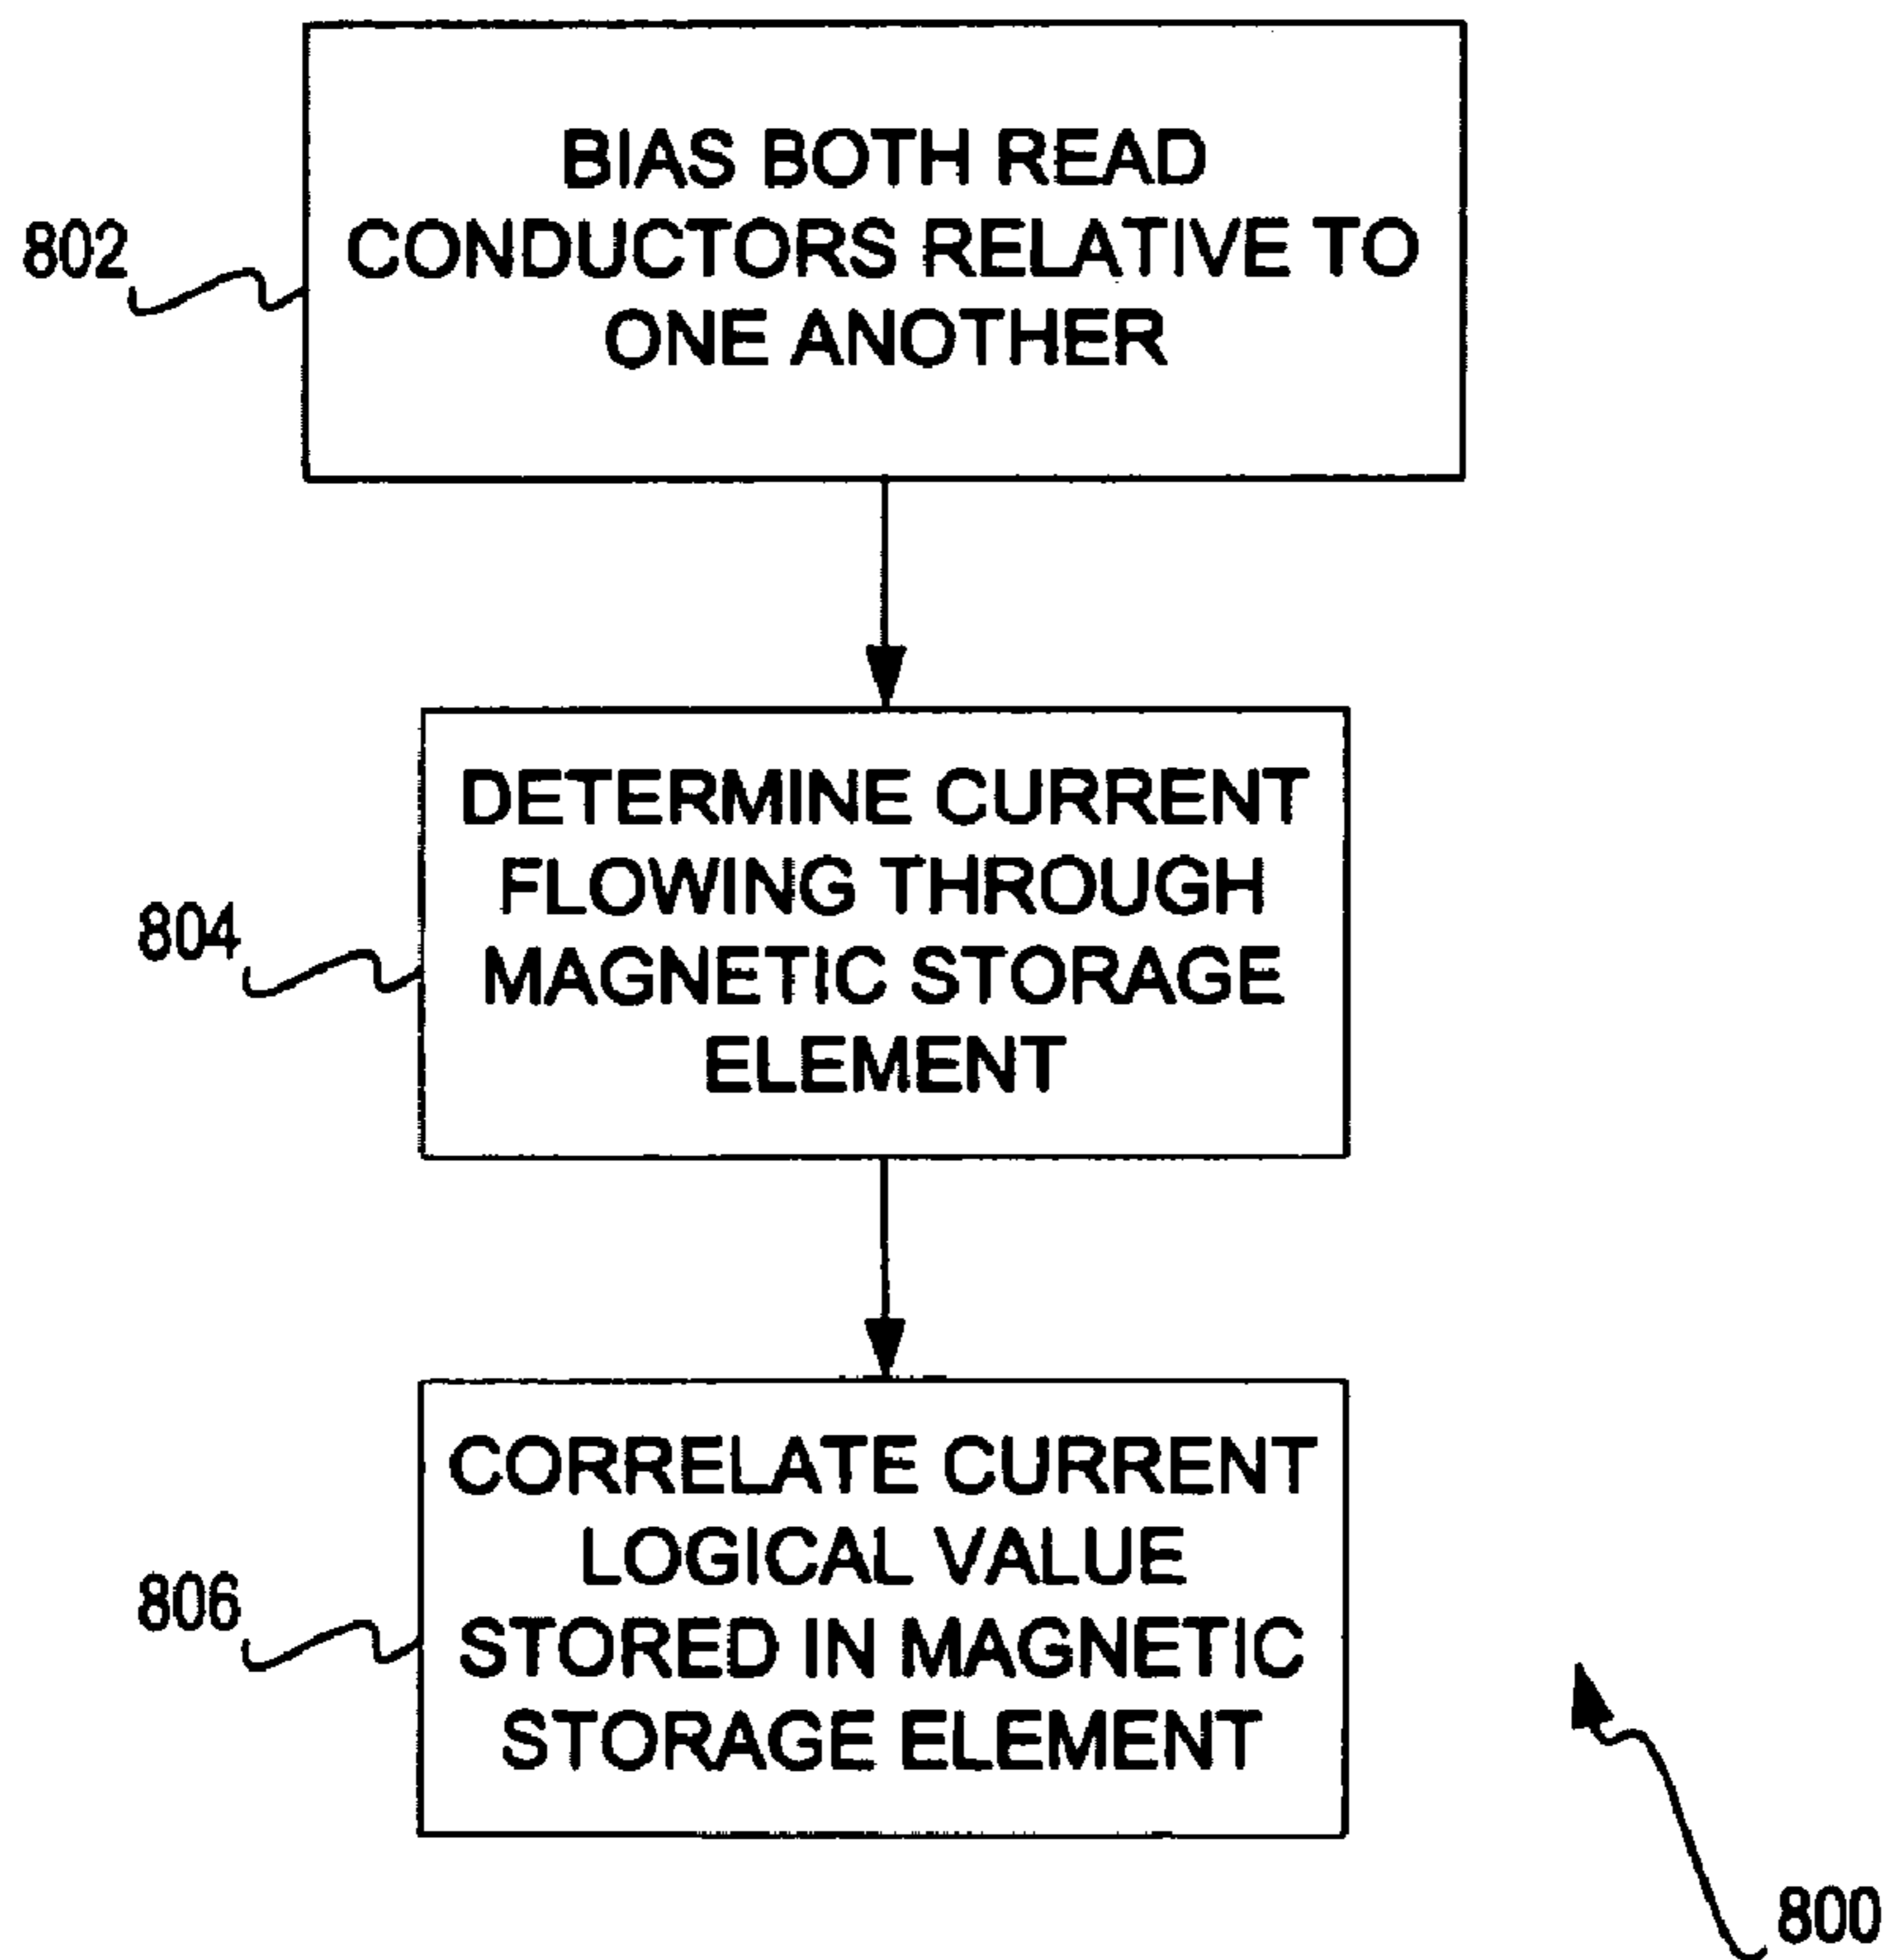 BIAS BOTH READ
CONDUCTORS RELATIVE TO
ONE ANOTHER
802
DETERMINE CURRENT
FLOWING THROUGH
MAGNETIC STORAGE
ELEMENT
804
CORRELATE CURRENT
LOGICAL VALUE
STORED IN MAGNETIC
STORAGE ELEMENT
806
800